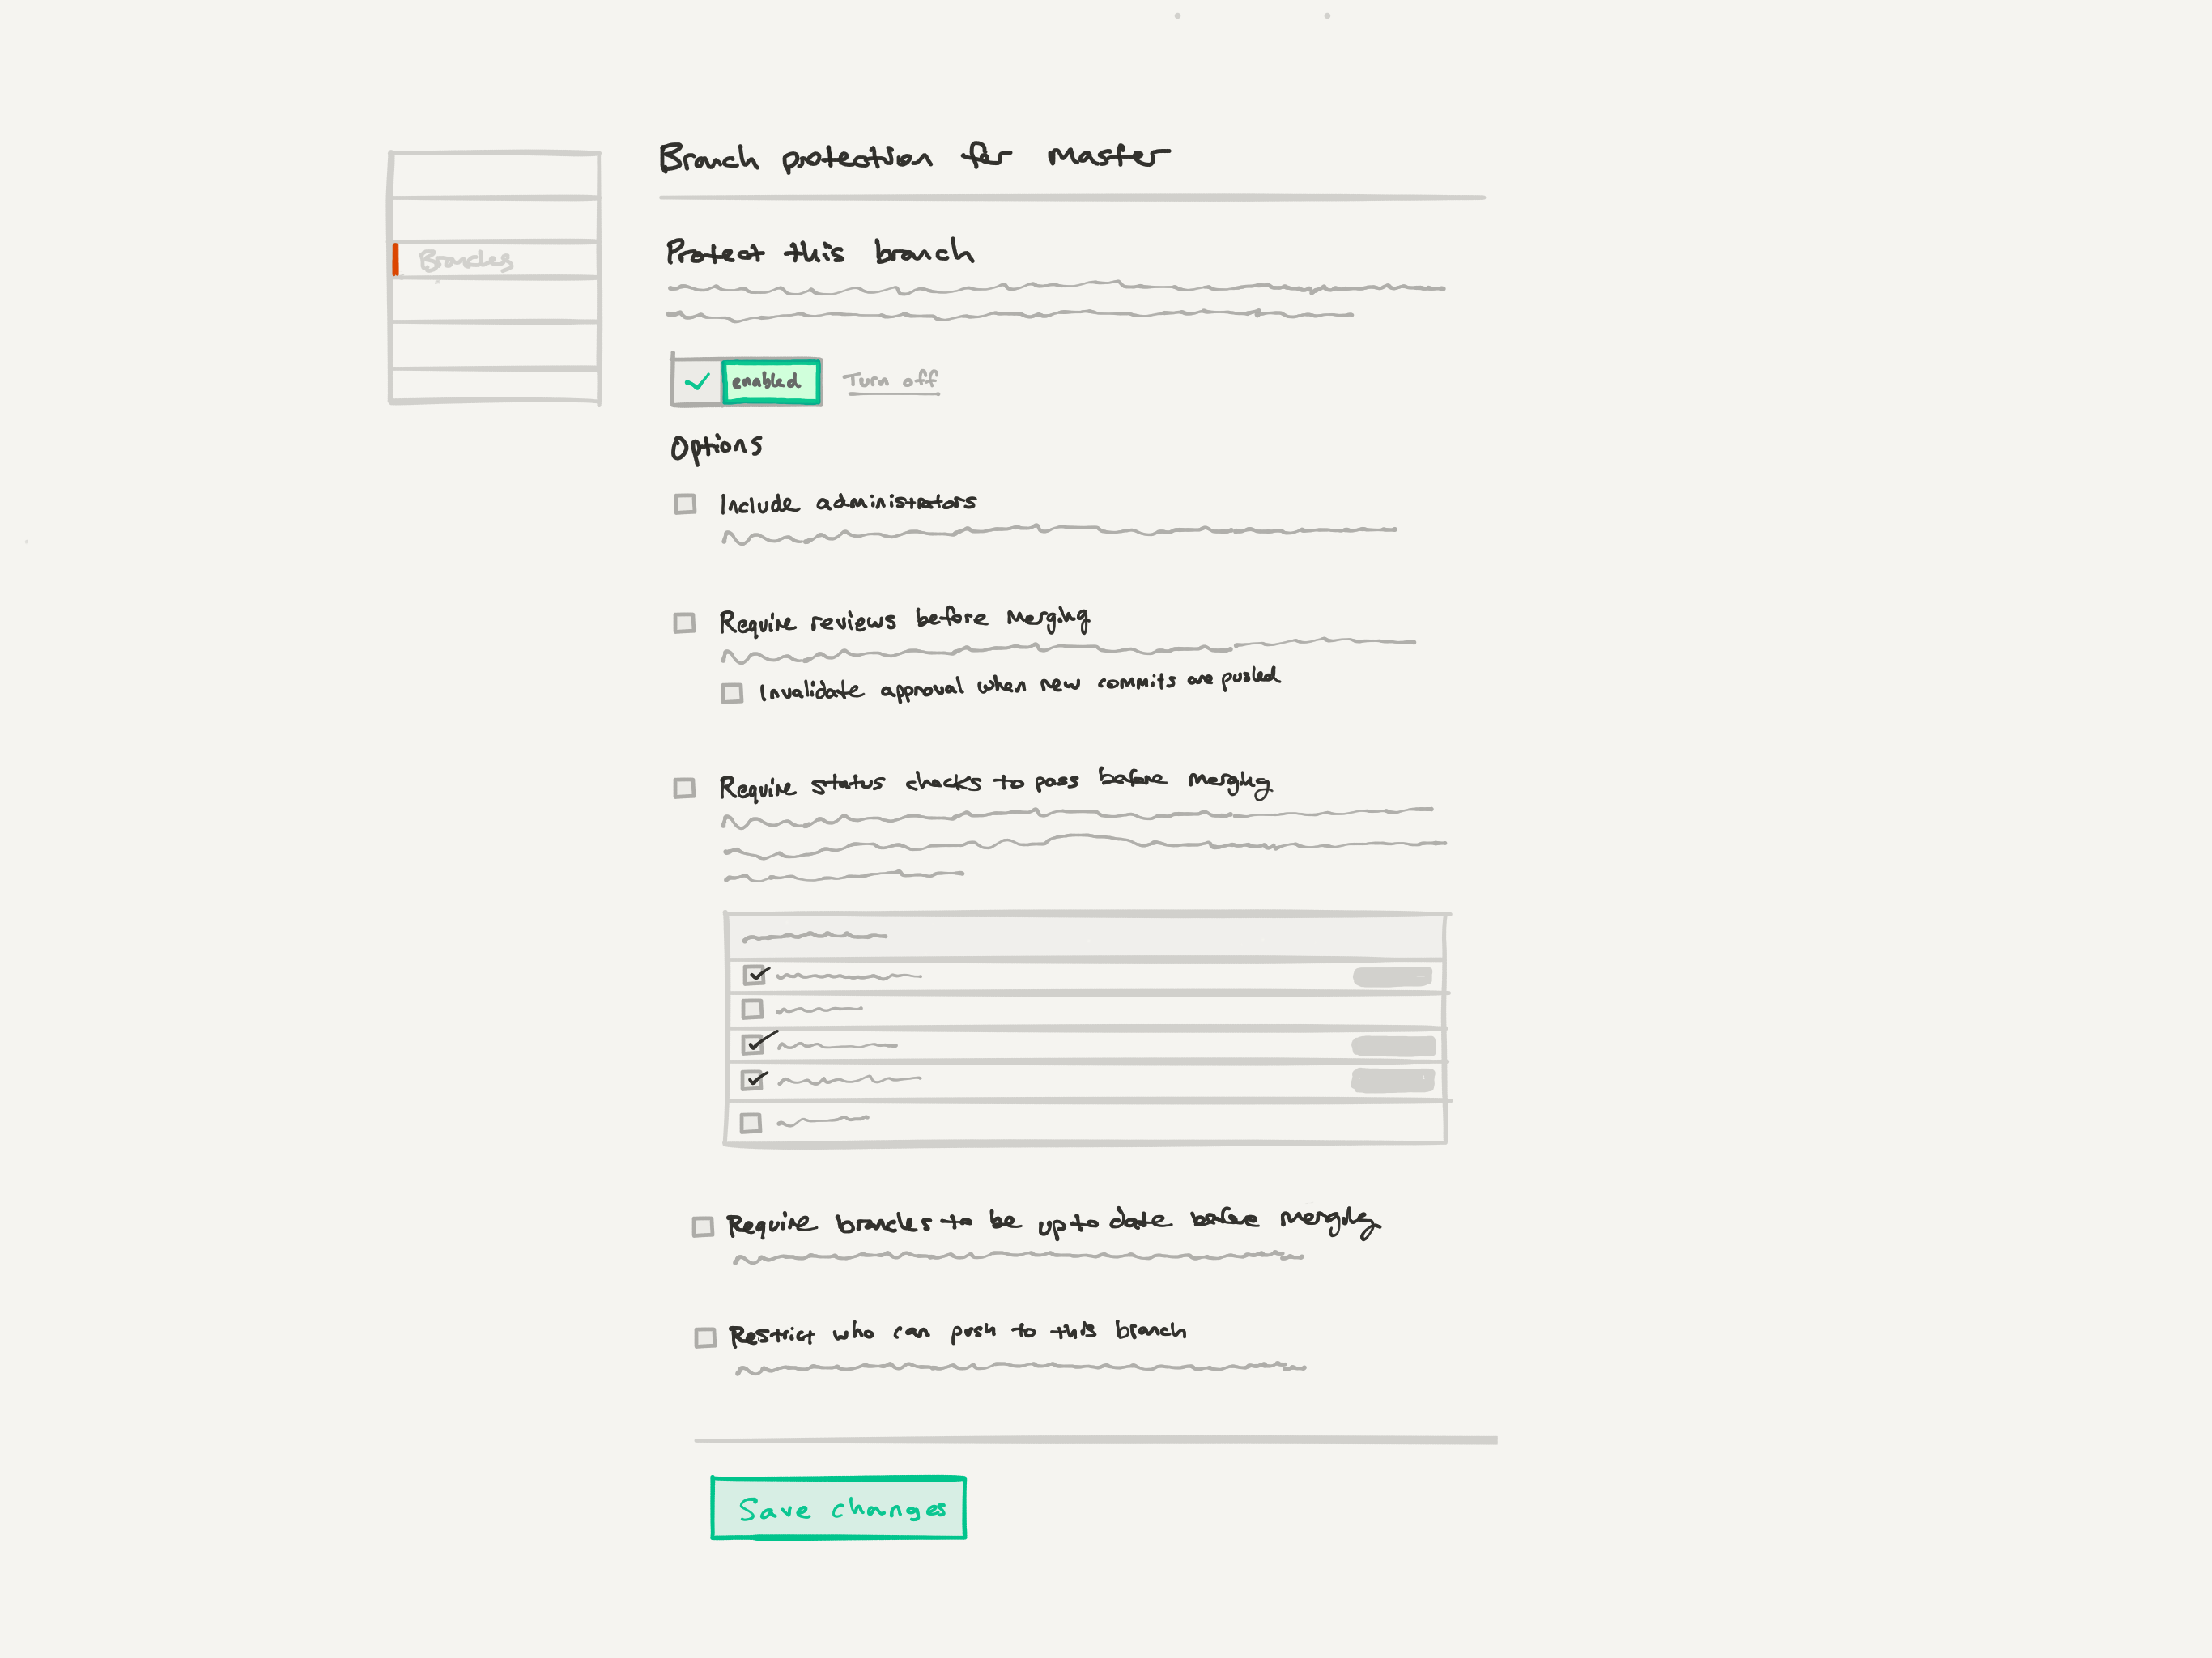 Branch protection for master
Branches
Protect this branch
enabled
Turn off
Options
Include administrators
Require reviews before merging
Invalidate approval when new commits are pushed
Require status checks to pass before merging
Require branches to be up to date before merging
Restrict who can push to this branch
Save changes